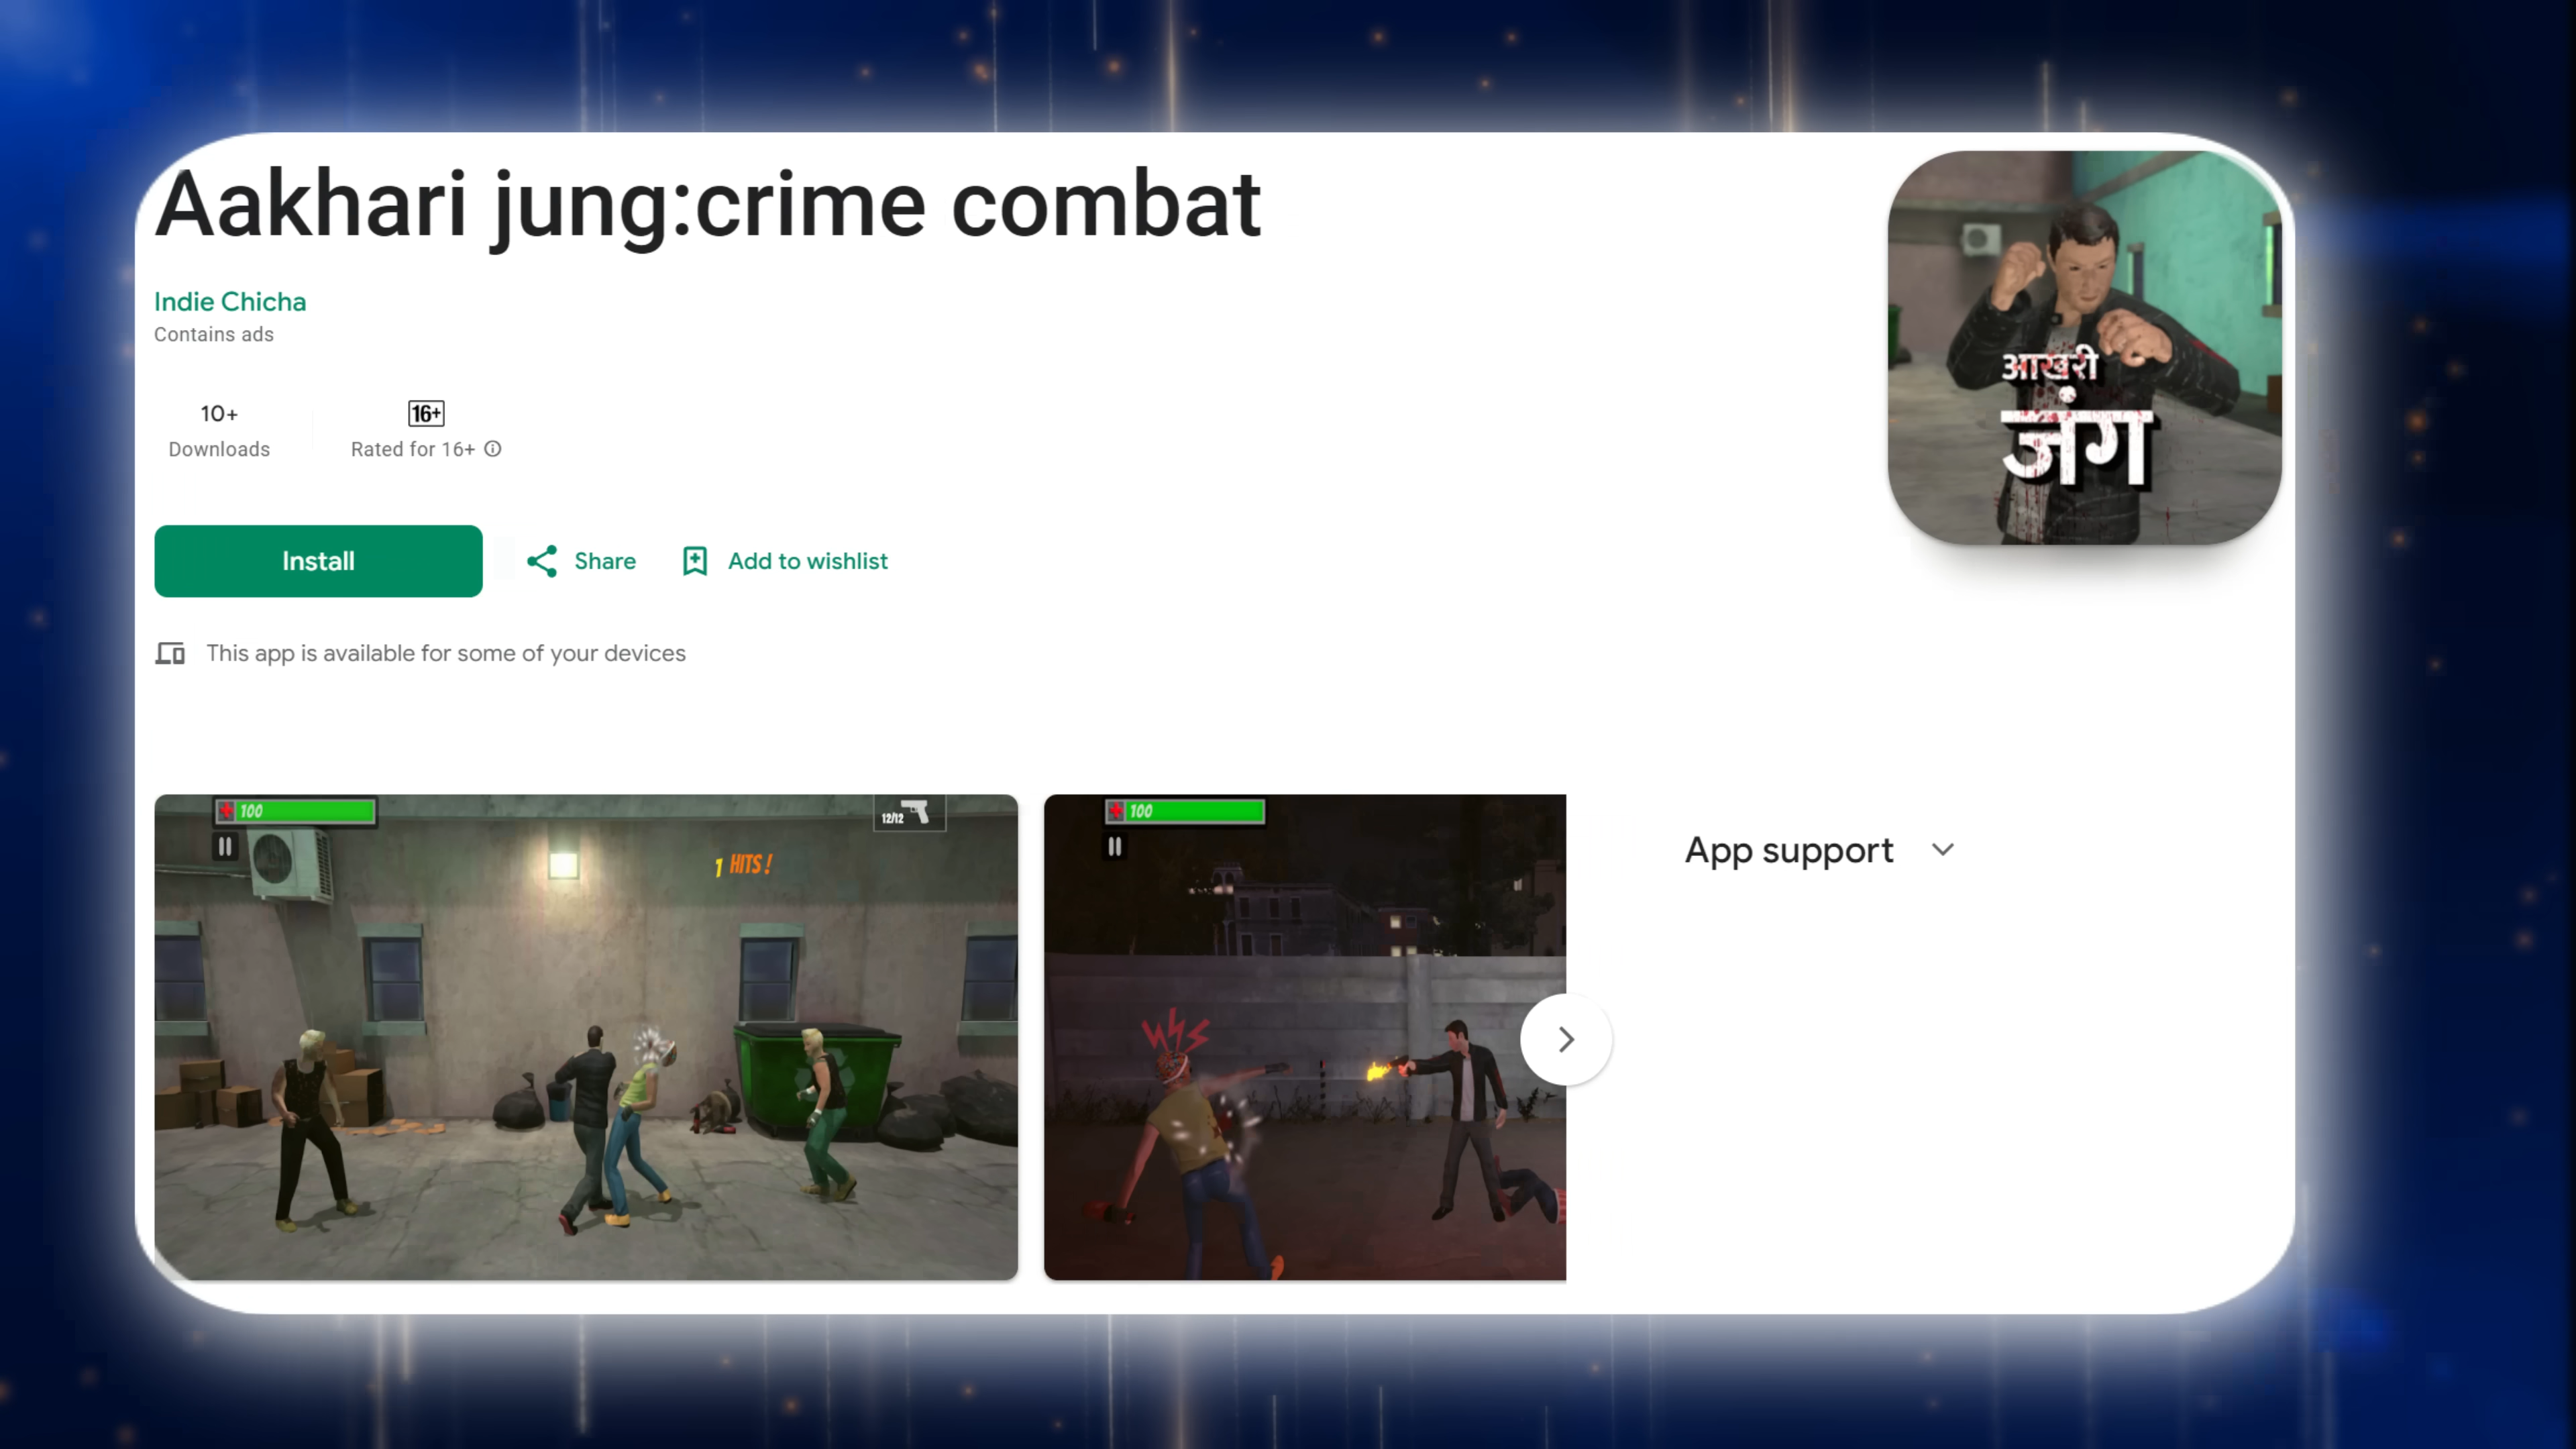 Aakhari jung:crime combat
Indie Chicha
Contains ads
10+
Downloads
16+
Rated for 16+
Install
Share
Add to wishlist
This app is available for some of your devices
आखरी
जंग
100
12/12
1 HITS!
100
App support